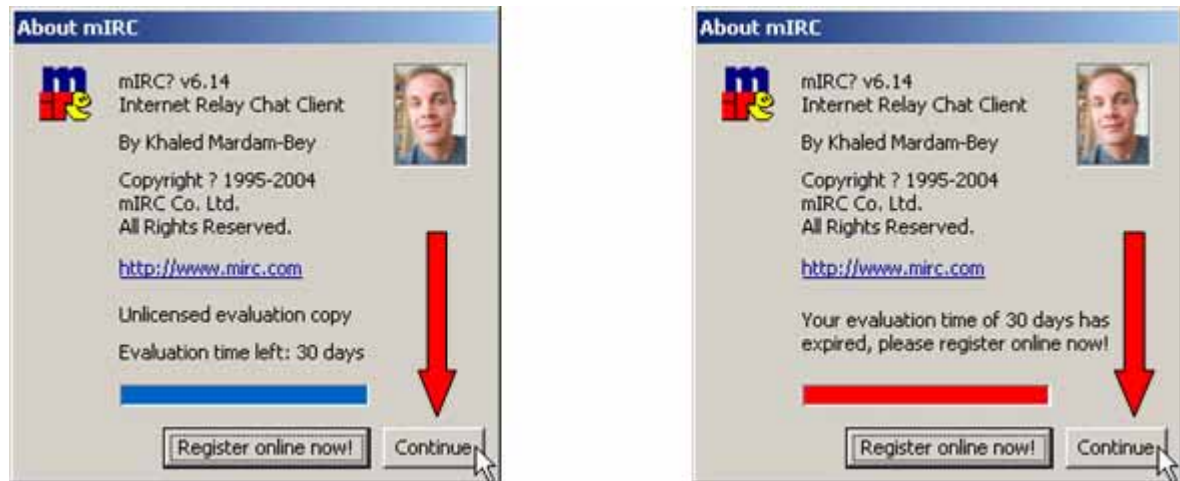 About mIRC
mIRC? v6.14
Internet Relay Chat Client
By Khaled Mardam-Bey
Copyright ? 1995-2004
mIRC Co. Ltd.
All Rights Reserved.
http://www.mirc.com
Unlicensed evaluation copy
Evaluation time left: 30 days
Register online now!
Continue
About mIRC
mIRC? v6.14
Internet Relay Chat Client
By Khaled Mardam-Bey
Copyright ? 1995-2004
mIRC Co. Ltd.
All Rights Reserved.
http://www.mirc.com
Your evaluation time of 30 days has
expired, please register online now!
Register online now!
Continue